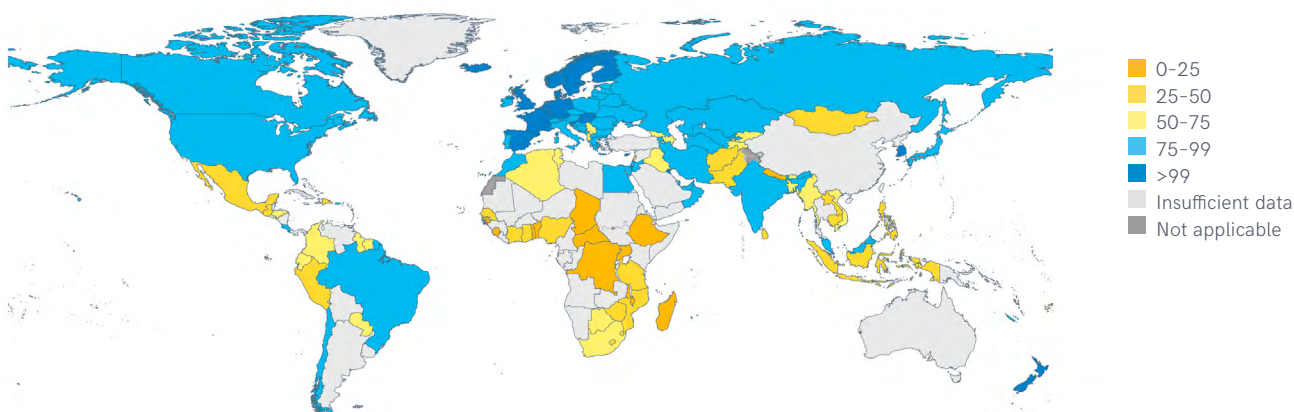 0-25
25-50
50-75
75-99
>99
Insufficient data
Not applicable